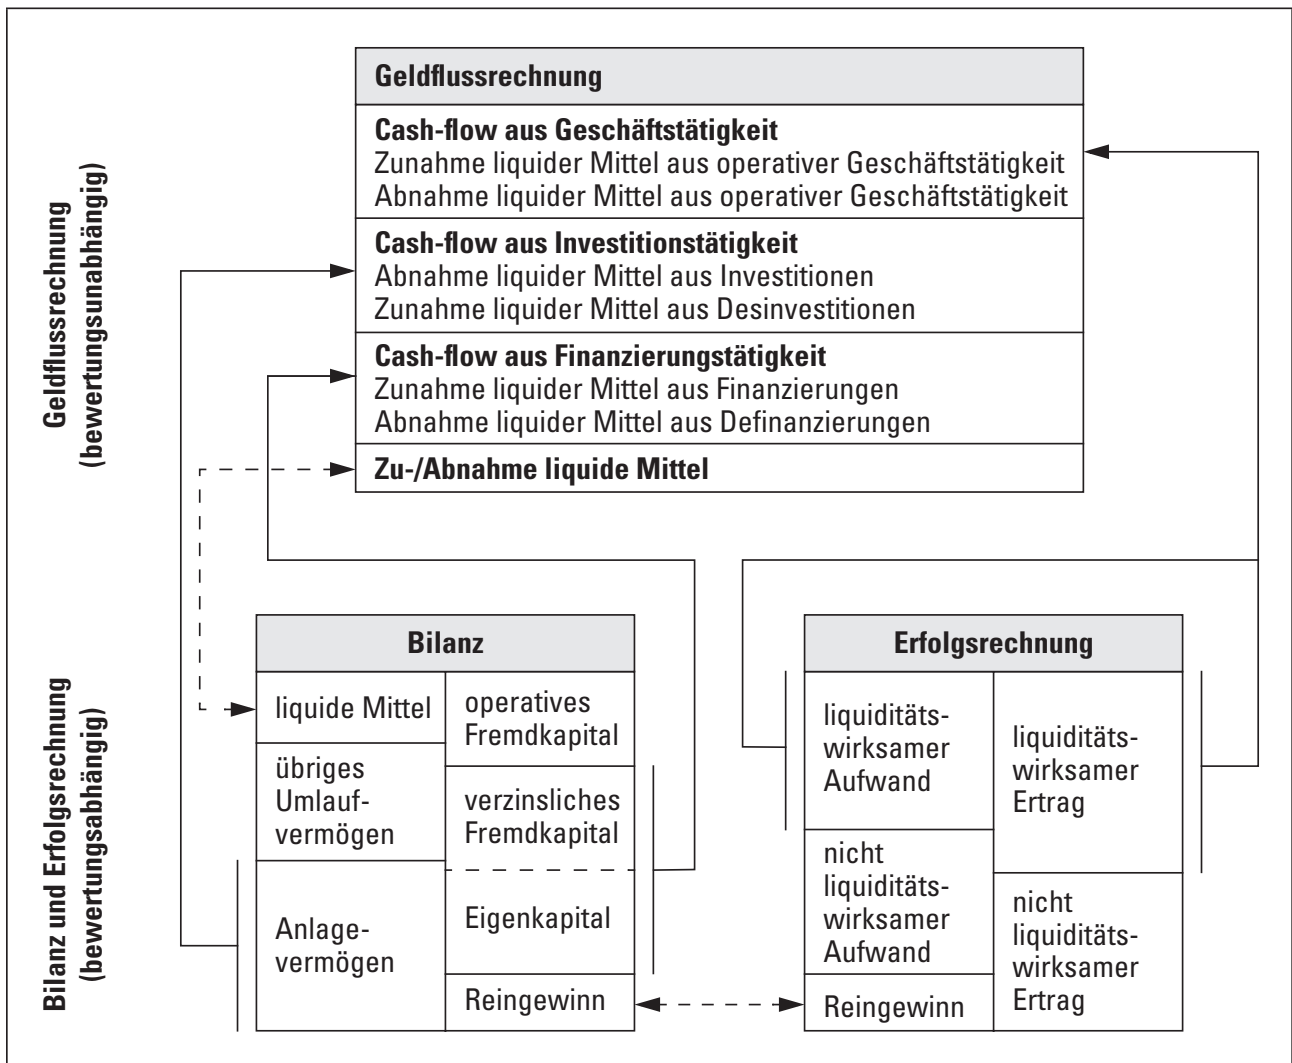 Geldflussrechnung
(bewertungsunabhängig)
Geldflussrechnung
Cash-flow aus Geschäftstätigkeit
Zunahme liquider Mittel aus operativer Geschäftstätigkeit
Abnahme liquider Mittel aus operativer Geschäftstätigkeit
Cash-flow aus Investitionstätigkeit
Abnahme liquider Mittel aus Investitionen
Zunahme liquider Mittel aus Desinvestitionen
Cash-flow aus Finanzierungstätigkeit
Zunahme liquider Mittel aus Finanzierungen
Abnahme liquider Mittel aus Definanzierungen
Zu-/Abnahme liquide Mittel
Bilanz und Erfolgsrechnung
(bewertungsabhängig)
Bilanz
liquide Mittel
übriges
Umlauf-
vermögen
Anlage-
vermögen
operatives
Fremdkapital
verzinsliches
Fremdkapital
Eigenkapital
Reingewinn
Erfolgsrechnung
liquiditäts-
wirksamer
Aufwand
nicht
liquiditäts-
wirksamer
Aufwand
Reingewinn
liquiditäts-
wirksamer
Ertrag
nicht
liquiditäts-
wirksamer
Ertrag